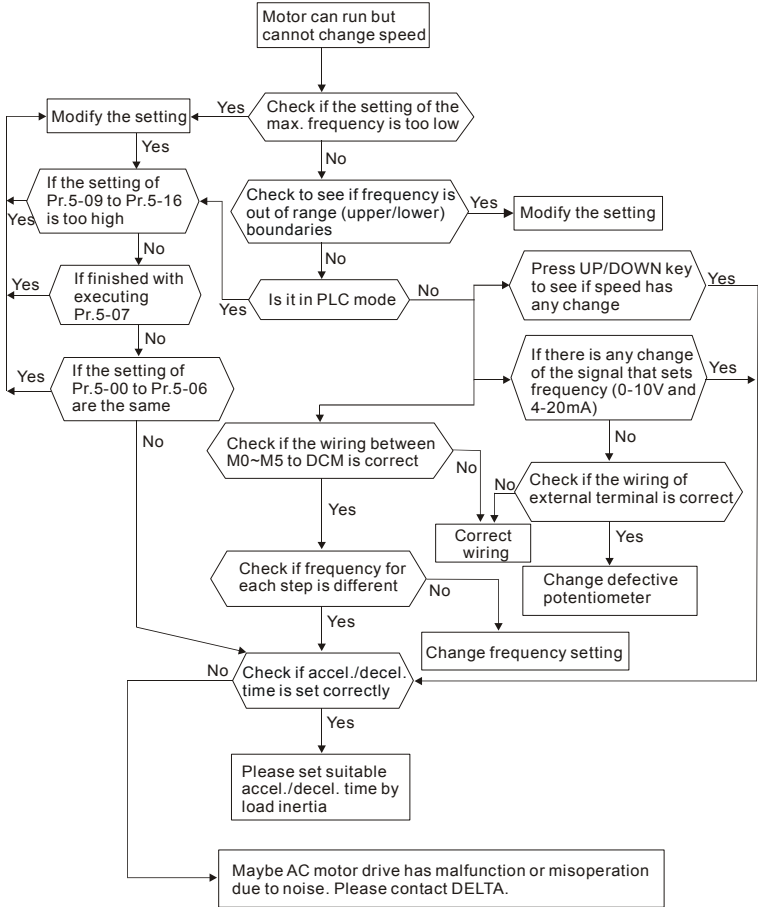 Motor can run but
cannot change speed
Modify the setting
Yes
Check if the setting of the
max. frequency is too low
Yes
No
If the setting of
Pr.5-09 to Pr.5-16
is too high
Yes
No
Check to see if frequency is
out of range (upper/lower)
boundaries
Yes
Modify the setting
No
If finished with
executing
Pr.5-07
Yes
No
Is it in PLC mode
Yes
No
Press UP/DOWN key
to see if speed has
any change
Yes
If the setting of
Pr.5-00 to Pr.5-06
are the same
Yes
No
If there is any change
of the signal that sets
frequency (0-10V and
4-20mA)
Yes
No
Check if the wiring between
M0~M5 to DCM is correct
No
Yes
Check if the wiring of
external terminal is correct
No
Yes
Correct
wiring
Change defective
potentiometer
Check if frequency for
each step is different
No
Yes
Change frequency setting
Check if accel./decel.
time is set correctly
No
Yes
Please set suitable
accel./decel. time by
load inertia
Maybe AC motor drive has malfunction or misoperation
due to noise. Please contact DELTA.